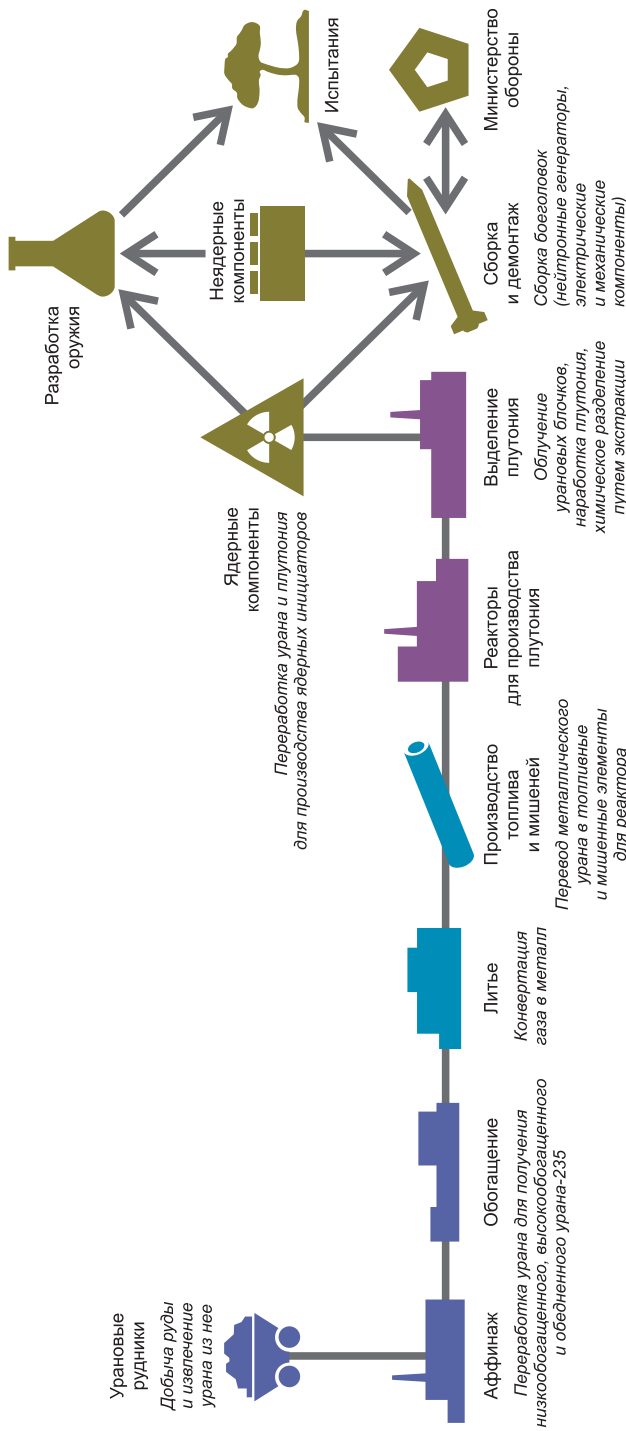 Урановые
рудники
Добыча руды
и извлечение
урана из нее
Аффинаж
Обогащение
Переработка урана для получения
низкообогащенного, высокообогащенного
и обедненного урана-235
Литье
Конвертация
газа в металл
Производство
топлива
и мишеней
Перевод металлического
урана в топливные
и мишенные элементы
для реактора
Реакторы
для производства
плутония
Выделение
плутония
Облучение
урановых блочков,
наработка плутония,
химическое разделение
путем экстракции
Ядерные
компоненты
Переработка урана и плутония
для производства ядерных инициаторов
Разработка
оружия
Неядерные
компоненты
Сборка
и демонтаж
Сборка боеголовок
(нейтронные генераторы,
электрические
и механические
компоненты)
Испытания
Министерство
обороны